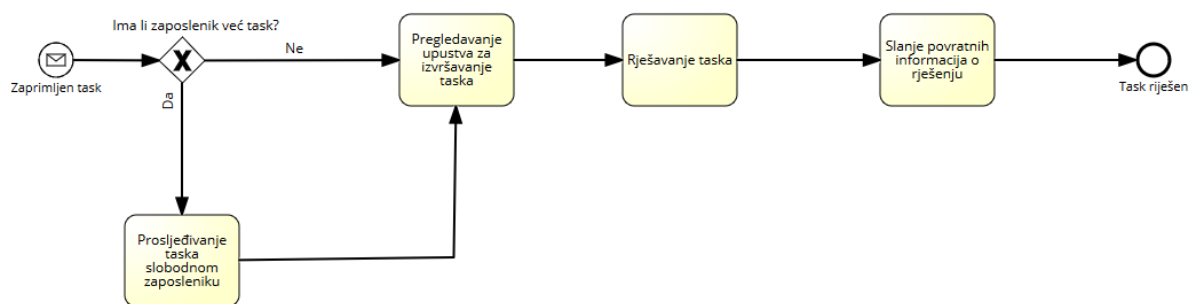 Ima li zaposlenik već task?
Zaprimljen task
Ne
Da
Pregledavanje
upustva za
izvršavanje
taska
Rješavanje taska
Slanje povratnih
informacija o
rješenju
Task riješen
Prosljeđivanje
taska
slobodnom
zaposleniku